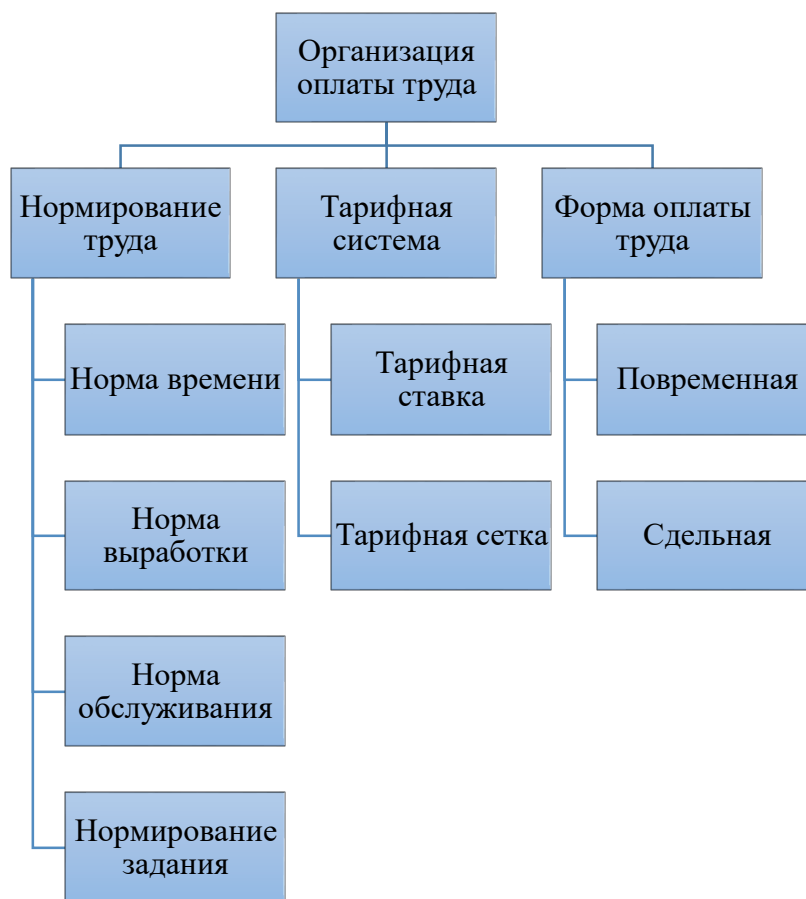 Организация
оплаты труда
Нормирование
труда
Тарифная
система
Форма оплаты
труда
Норма времени
Тарифная
ставка
Повременная
Норма
выработки
Тарифная сетка
Сдельная
Норма
обслуживания
Нормирование
задания